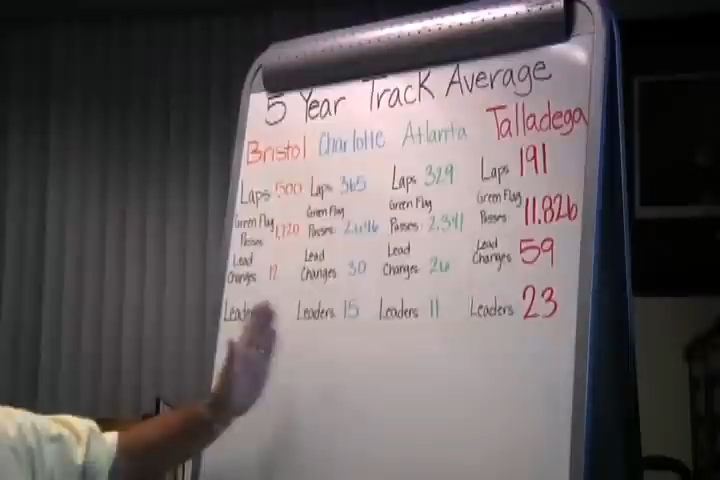 5 Year Track Average
Bristol Charlotte Atlanta Talladega
Laps 500 Laps 365 Laps 329 Laps 191
Green Flag Green Flag Green Flag Green Flag
Passes 1,720 Passes 2,646 Passes 2,341 Passes 11,826
Lead Lead Lead Lead
Changes 12 Changes 30 Changes 26 Changes 59
Leaders 15 Leaders 11 Leaders 23